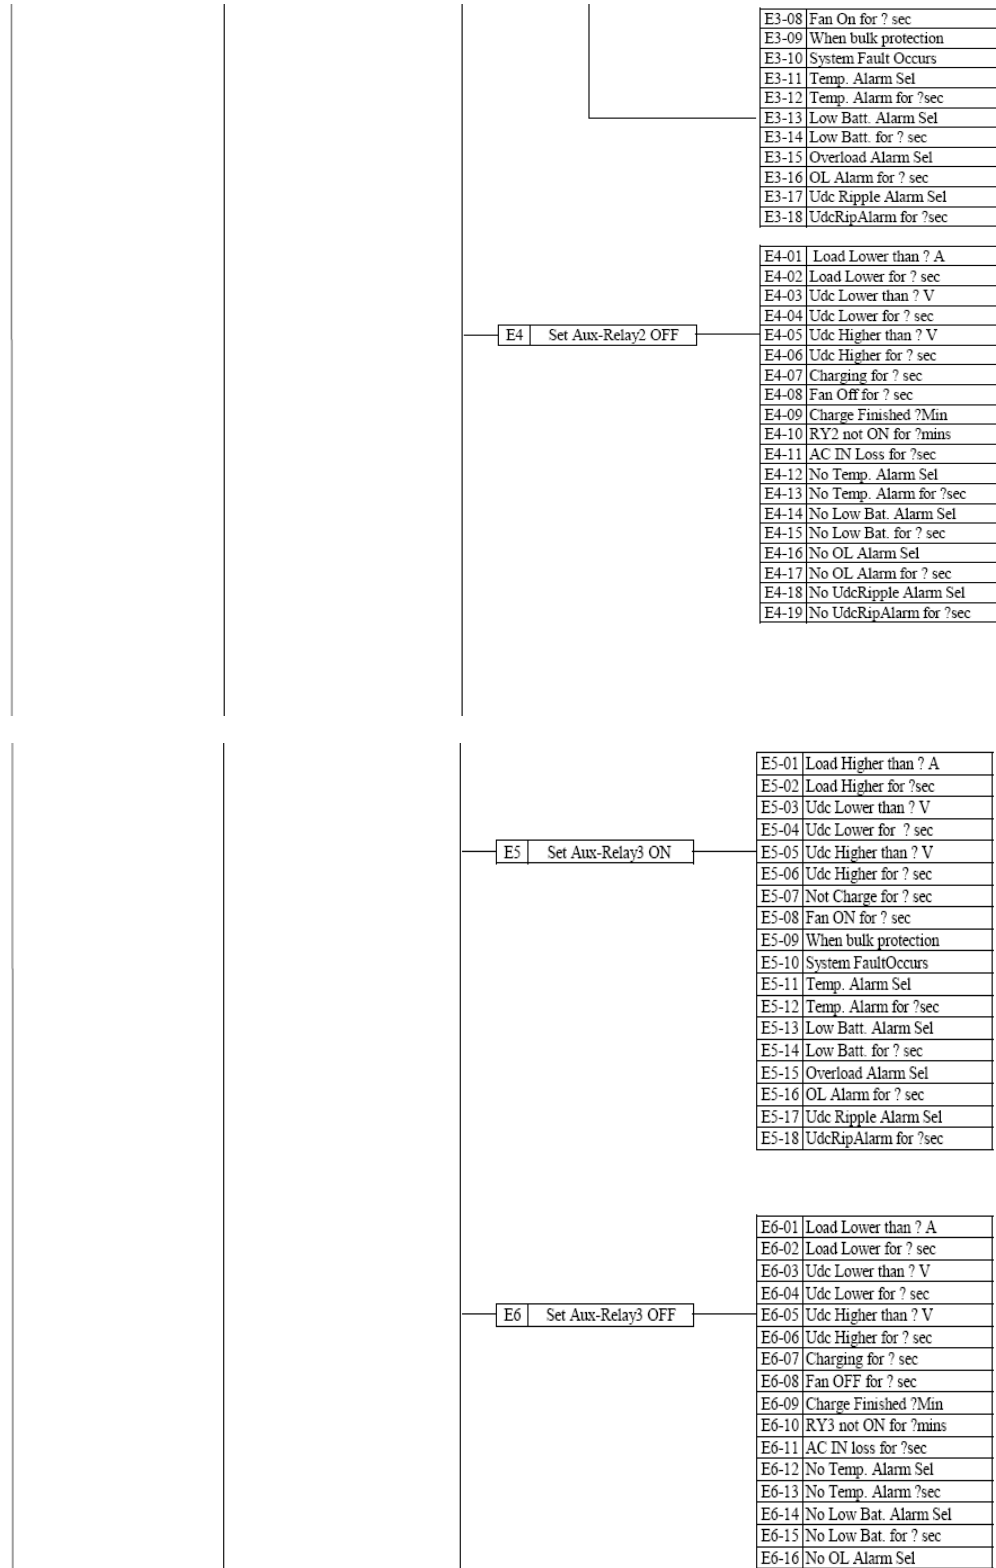 E3-08 Fan On for ? sec
E3-09 When bulk protection
E3-10 System Fault Occurs
E3-11 Temp. Alarm Sel
E3-12 Temp. Alarm for ?sec
E3-13 Low Batt. Alarm Sel
E3-14 Low Batt. for ? sec
E3-15 Overload Alarm Sel
E3-16 OL Alarm for ? sec
E3-17 Udc Ripple Alarm Sel
E3-18 UdcRipAlarm for ?sec
E4 Set Aux-Relay2 OFF
E4-01 Load Lower than ? A
E4-02 Load Lower for ? sec
E4-03 Udc Lower than ? V
E4-04 Udc Lower for ? sec
E4-05 Udc Higher than ? V
E4-06 Udc Higher for ? sec
E4-07 Charging for ? sec
E4-08 Fan Off for ? sec
E4-09 Charge Finished ?Min
E4-10 RY2 not ON for ?mins
E4-11 AC IN Loss for ?sec
E4-12 No Temp. Alarm Sel
E4-13 No Temp. Alarm for ?sec
E4-14 No Low Bat. Alarm Sel
E4-15 No Low Bat. for ? sec
E4-16 No OL Alarm Sel
E4-17 No OL Alarm for ? sec
E4-18 No UdcRipple Alarm Sel
E4-19 No UdcRipAlarm for ?sec
E5 Set Aux-Relay3 ON
E5-01 Load Higher than ? A
E5-02 Load Higher for ?sec
E5-03 Udc Lower than ? V
E5-04 Udc Lower for ? sec
E5-05 Udc Higher than ? V
E5-06 Udc Higher for ? sec
E5-07 Not Charge for ? sec
E5-08 Fan ON for ? sec
E5-09 When bulk protection
E5-10 System FaultOccurs
E5-11 Temp. Alarm Sel
E5-12 Temp. Alarm for ?sec
E5-13 Low Batt. Alarm Sel
E5-14 Low Batt. for ? sec
E5-15 Overload Alarm Sel
E5-16 OL Alarm for ? sec
E5-17 Udc Ripple Alarm Sel
E5-18 UdcRipAlarm for ?sec
E6 Set Aux-Relay3 OFF
E6-01 Load Lower than ? A
E6-02 Load Lower for ? sec
E6-03 Udc Lower than ? V
E6-04 Udc Lower for ? sec
E6-05 Udc Higher than ? V
E6-06 Udc Higher for ? sec
E6-07 Charging for ? sec
E6-08 Fan OFF for ? sec
E6-09 Charge Finished ?Min
E6-10 RY3 not ON for ?mins
E6-11 AC IN loss for ?sec
E6-12 No Temp. Alarm Sel
E6-13 No Temp. Alarm ?sec
E6-14 No Low Bat. Alarm Sel
E6-15 No Low Bat. for ? sec
E6-16 No OL Alarm Sel